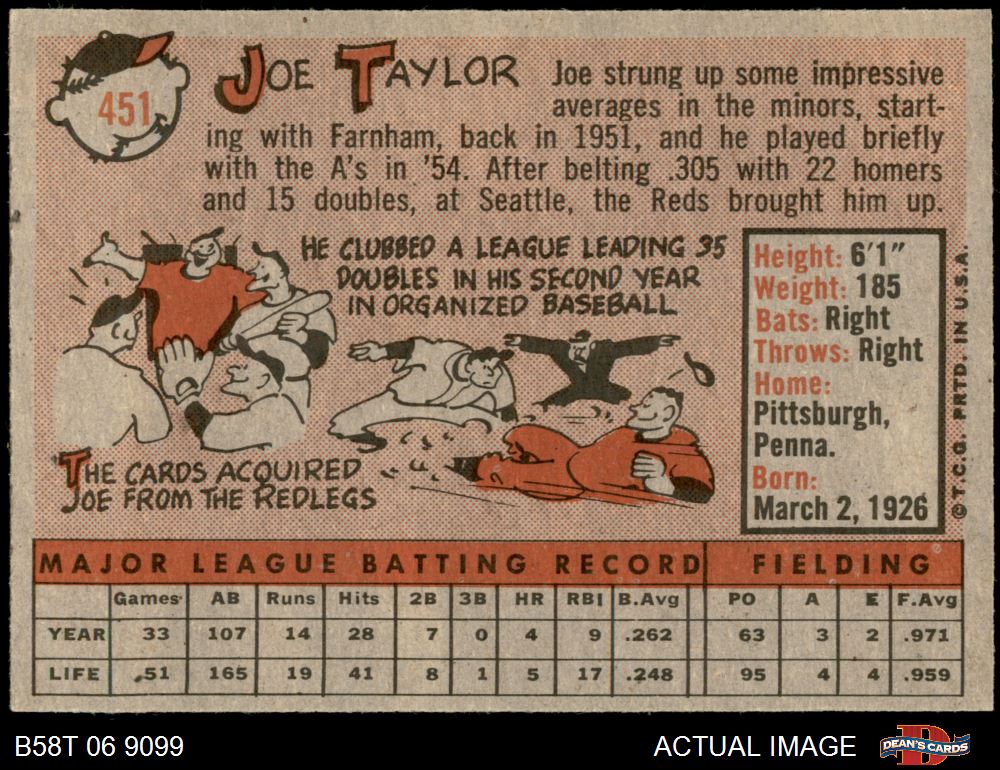 451
JOE TAYLOR
Joe strung up some impressive
averages in the minors, start-
ing with Farnham, back in 1951, and he played briefly
with the A's in '54. After belting .305 with 22 homers
and 15 doubles, at Seattle, the Reds brought him up.
HE CLUBBED A LEAGUE LEADING 35
DOUBLES IN HIS SECOND YEAR
IN ORGANIZED BASEBALL
THE CARDS ACQUIRED
JOE FROM THE REDLEGS
Height: 6'1"
Weight: 185
Bats: Right
Throws: Right
Home:
Pittsburgh,
Penna.
Born:
March 2, 1926
©T.C.G. PRTD. IN U.S.A.
MAJOR LEAGUE BATTING RECORD FIELDING
Games AB Runs Hits 2B 3B HR RBI B.Avg PO A E F.Avg
YEAR 33 107 14 28 7 0 4 9 .262 63 3 2 .971
LIFE 51 165 19 41 8 1 5 17 .248 95 4 4 .959
B58T 06 9099 ACTUAL IMAGE DEAN'S CARDS